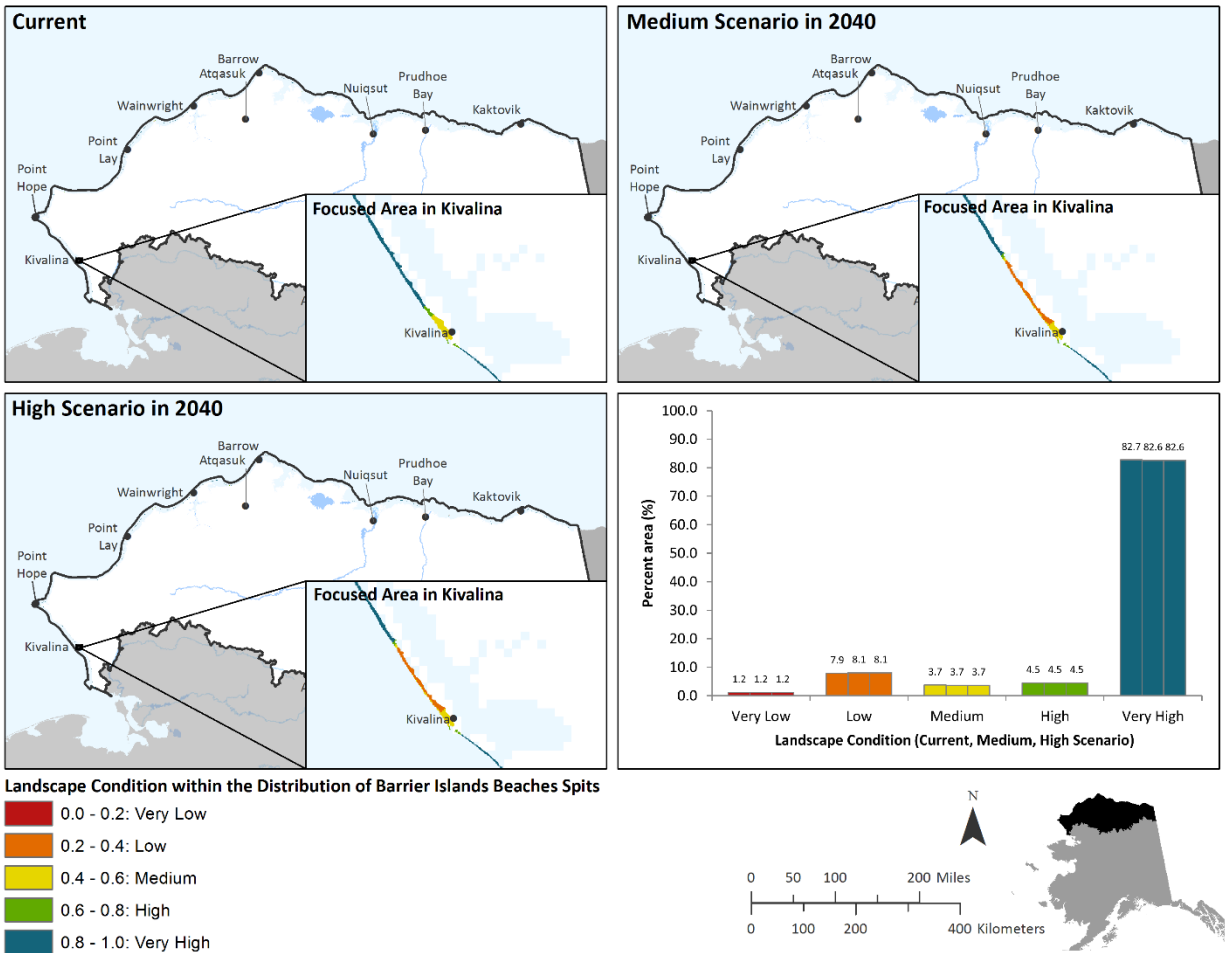 Current
Barrow
Atqasuk
Wainwright
Nuiqsut
Prudhoe
Bay
Kaktovik
Point
Lay
Point
Hope
Kivalina
Focused Area in Kivalina
Kivalina
Medium Scenario in 2040
Barrow
Atqasuk
Wainwright
Nuiqsut
Prudhoe
Bay
Kaktovik
Point
Lay
Point
Hope
Kivalina
Focused Area in Kivalina
Kivalina
High Scenario in 2040
Barrow
Atqasuk
Wainwright
Nuiqsut
Prudhoe
Bay
Kaktovik
Point
Lay
Point
Hope
Kivalina
Focused Area in Kivalina
Kivalina
Percent area (%)
100.0
90.0
80.0
70.0
60.0
50.0
40.0
30.0
20.0
10.0
0.0
1.2 1.2 1.2
7.9 8.1 8.1
3.7 3.7 3.7
4.5 4.5 4.5
82.7 82.6 82.6
Very Low Low Medium High Very High
Landscape Condition (Current, Medium, High Scenario)
Landscape Condition within the Distribution of Barrier Islands Beaches Spits
0.0 - 0.2: Very Low
0.2 - 0.4: Low
0.4 - 0.6: Medium
0.6 - 0.8: High
0.8 - 1.0: Very High
N
0 50 100 200 Miles
0 100 200 400 Kilometers